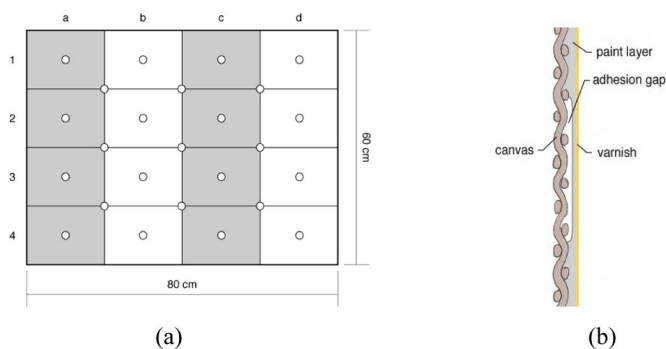 a b c d
1
2
3
4
60 cm
80 cm
(a)
paint layer
adhesion gap
canvas
varnish
(b)